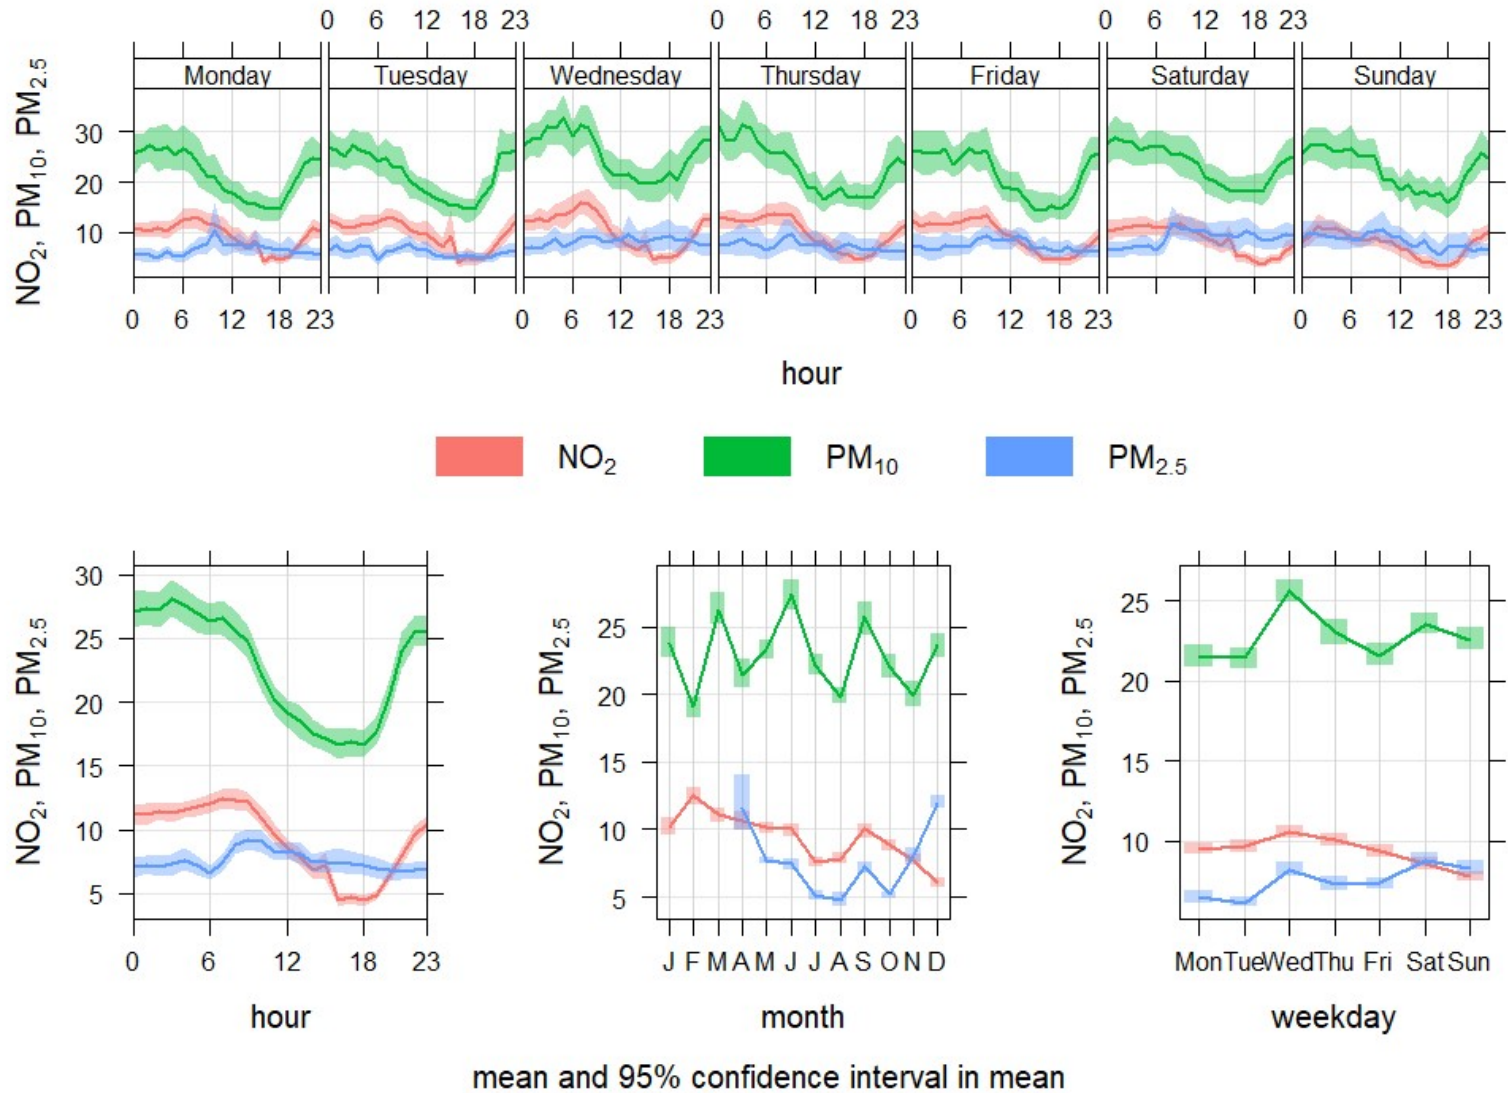 0 6 12 18 23 0 6 12 18 23 0 6 12 18 23
Monday Tuesday Wednesday Thursday Friday Saturday Sunday
NO₂, PM₁₀, PM₂.₅
30
20
10
0 6 12 18 23 0 6 12 18 23 0 6 12 18 23 0 6 12 18 23
hour
NO₂ PM₁₀ PM₂.₅
NO₂, PM₁₀, PM₂.₅
30
25
20
15
10
5
0 6 12 18 23
hour
NO₂, PM₁₀, PM₂.₅
25
20
15
10
5
J F M A M J J A S O N D
month
NO₂, PM₁₀, PM₂.₅
25
20
15
10
Mon Tue Wed Thu Fri Sat Sun
weekday
mean and 95% confidence interval in mean